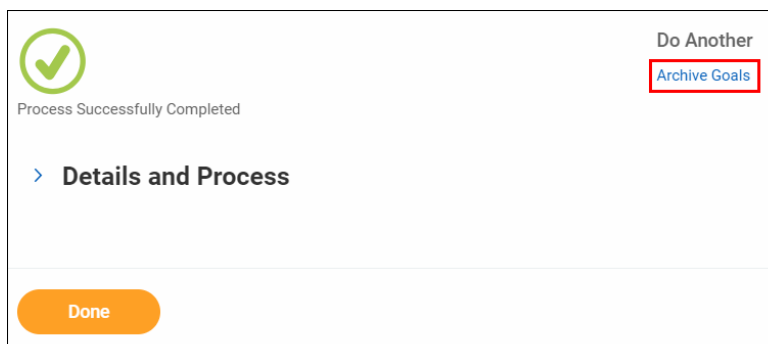 Do Another
Archive Goals
Process Successfully Completed
Details and Process
Done